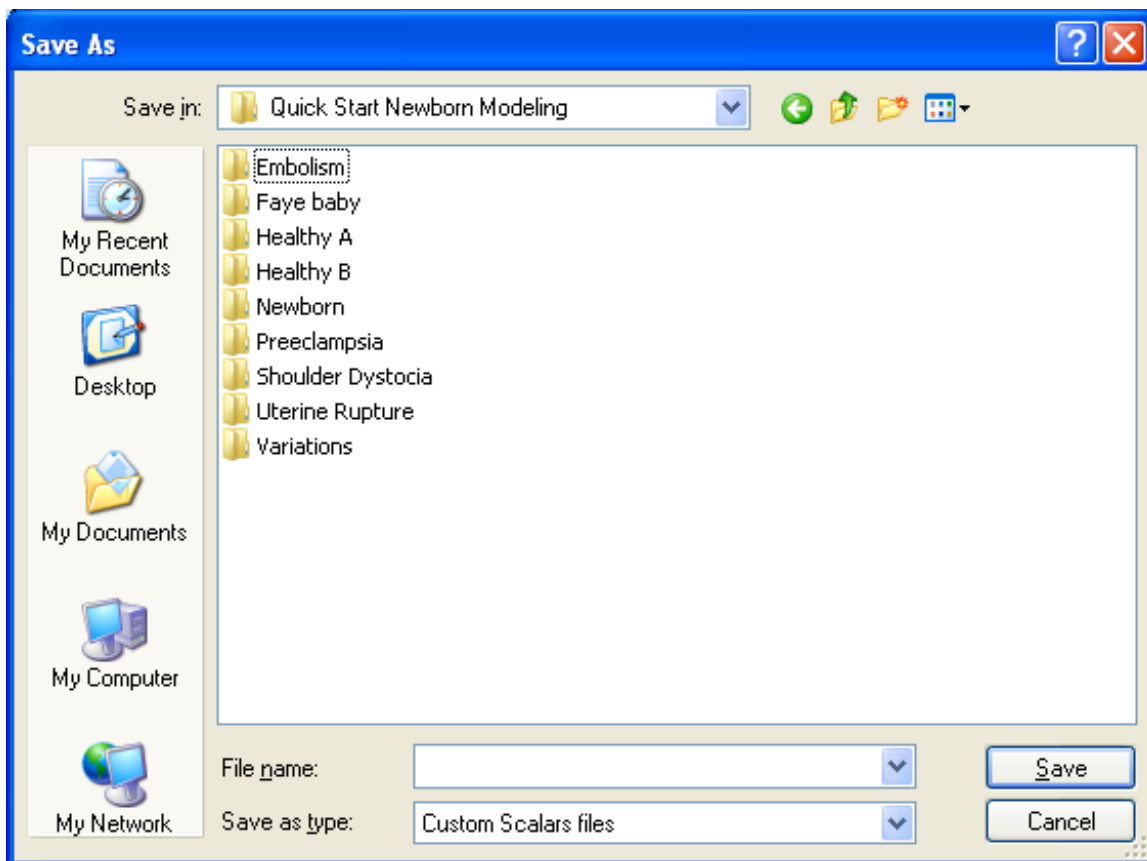 Save As
Save in:
Quick Start Newborn Modeling
My Recent
Documents
Desktop
My Documents
My Computer
My Network
Embolism
Faye baby
Healthy A
Healthy B
Newborn
Preeclampsia
Shoulder Dystocia
Uterine Rupture
Variations
File name:
Save
Save as type:
Custom Scalars files
Cancel